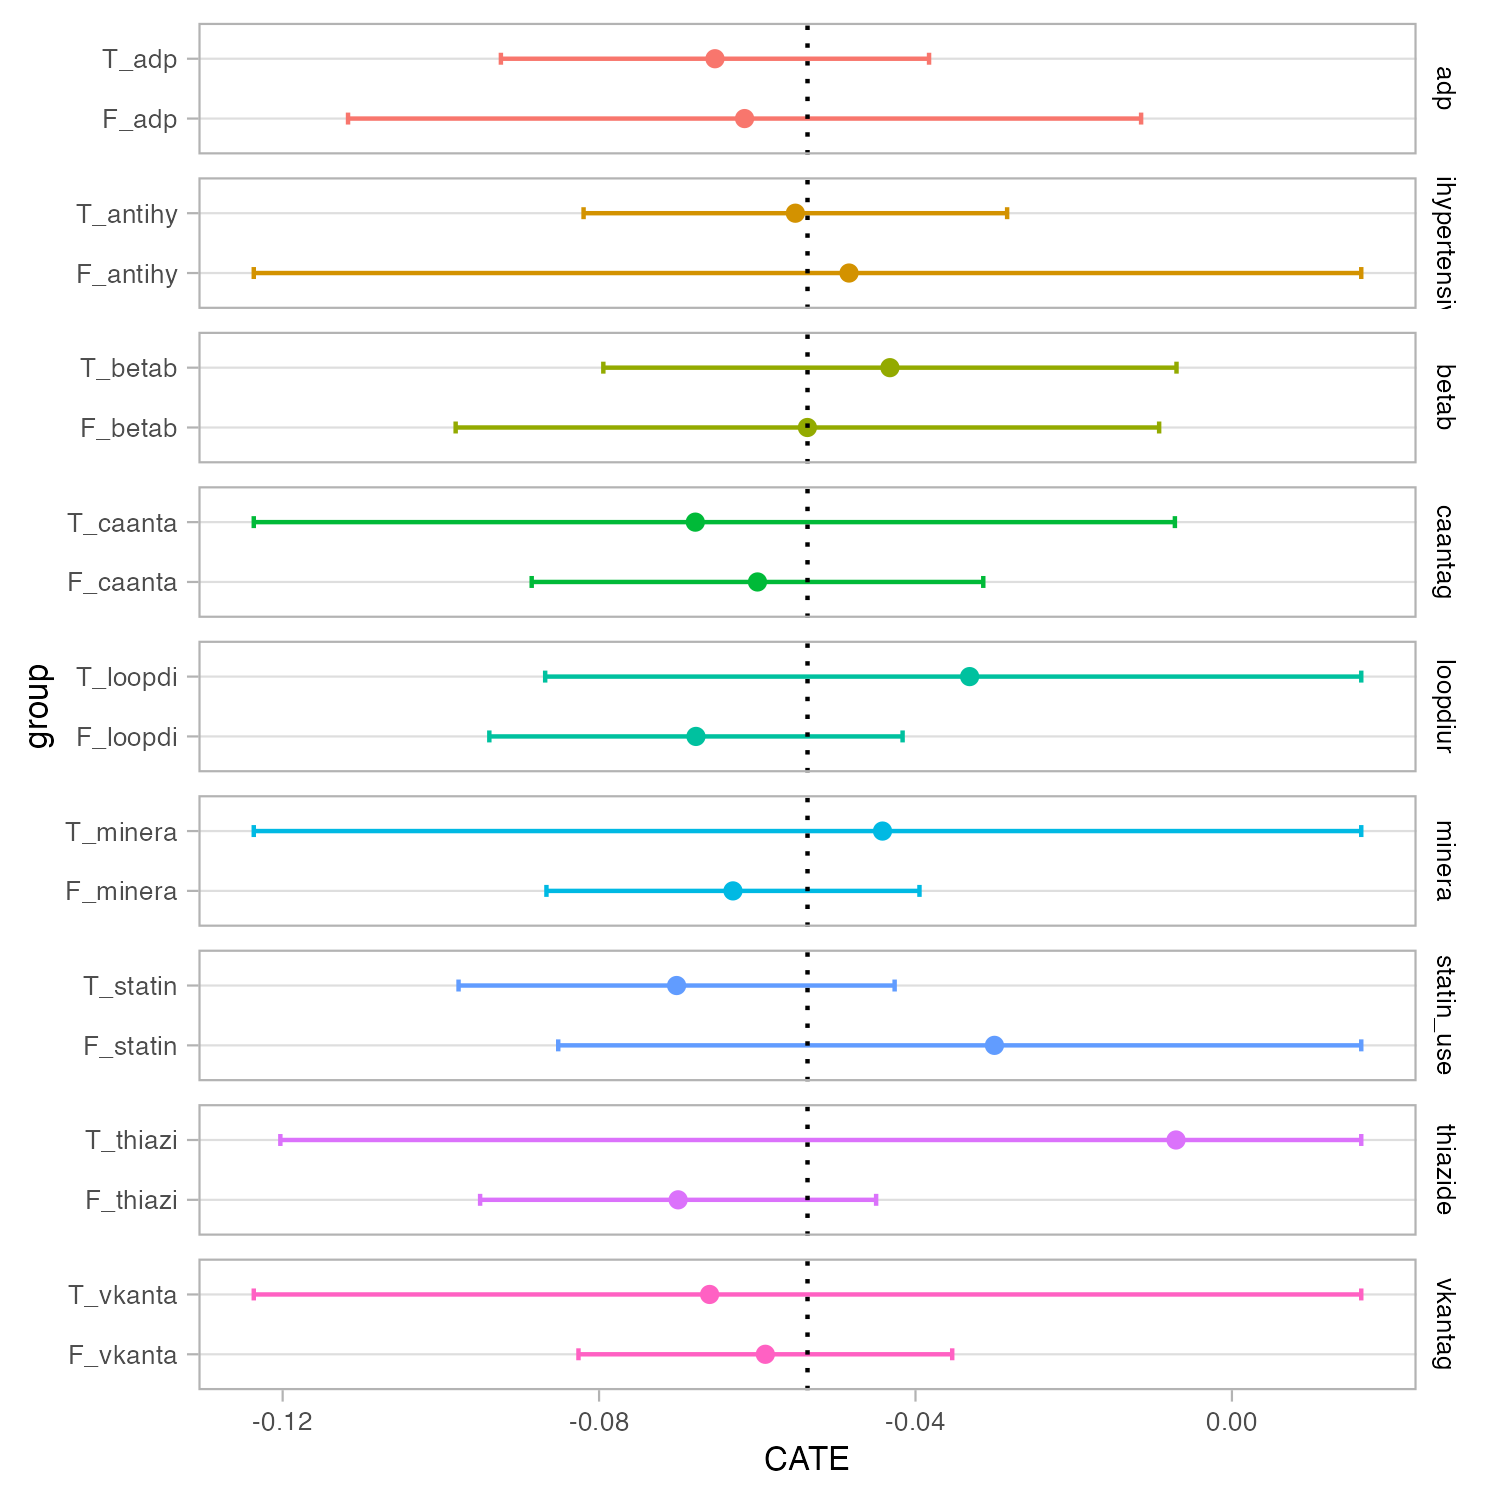 T_adp
F_adp
adp
T_antihy
F_antihy
ihypertensi
T_betab
F_betab
betab
T_caanta
F_caanta
caantag
group
T_loopdi
F_loopdi
loopdiur
T_minera
F_minera
minera
T_statin
F_statin
statin_use
T_thiazi
F_thiazi
thiazide
T_vkanta
F_vkanta
vkantag
-0.12 -0.08 -0.04 0.00
CATE